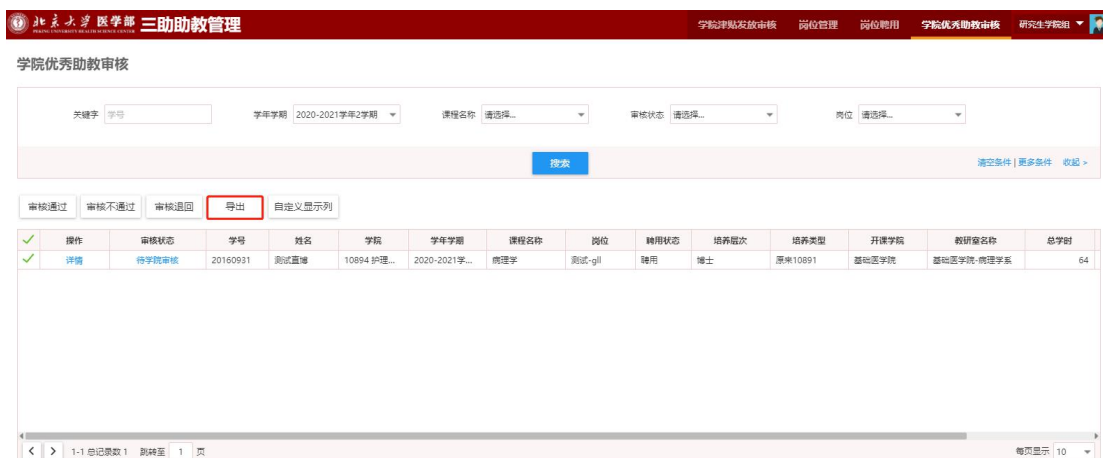 北京大学 医学部 三助助教管理 学院津贴发放审核 岗位管理 岗位聘用 学院优秀助教审核 研究生学院组
PEKING UNIVERSITY HEALTH SCIENCE CENTER
学院优秀助教审核
关键字 学号 学年学期 2020-2021学年2学期 课程名称 请选择... 审核状态 请选择... 岗位 请选择...
搜索 清空条件 | 更多条件 收起 >
审核通过 审核不通过 审核退回 导出 自定义显示列
操作 审核状态 学号 姓名 学院 学年学期 课程名称 岗位 聘用状态 培养层次 培养类型 开课学院 教研室名称 总学时
详情 待学院审核 20160931 测试直博 10894 护理... 2020-2021学... 病理学 测试-gll 聘用 博士 原来10891 基础医学院 基础医学院-病理学系 64
1-1 总记录数 1 跳转至 1 页 每页显示 10